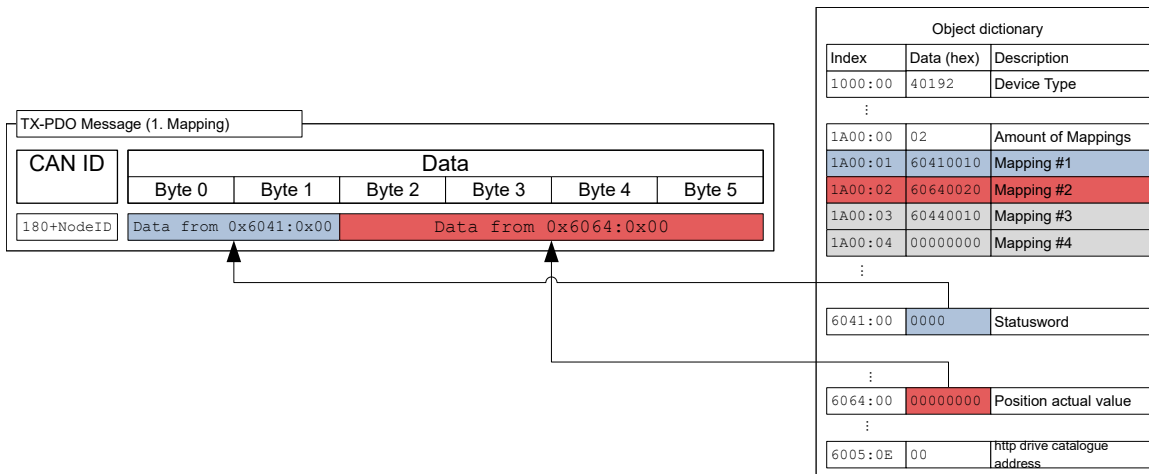 TX-PDO Message (1. Mapping)
CAN ID
Data
Byte 0 Byte 1 Byte 2 Byte 3 Byte 4 Byte 5
180+NodeID Data from 0x6041:0x00 Data from 0x6064:0x00
Object dictionary
Index Data (hex) Description
1000:00 40192 Device Type
⋮
1A00:00 02 Amount of Mappings
1A00:01 60410010 Mapping #1
1A00:02 60640020 Mapping #2
1A00:03 60440010 Mapping #3
1A00:04 00000000 Mapping #4
⋮
6041:00 0000 Statusword
⋮
6064:00 00000000 Position actual value
⋮
6005:0E 00 http drive catalogue
address